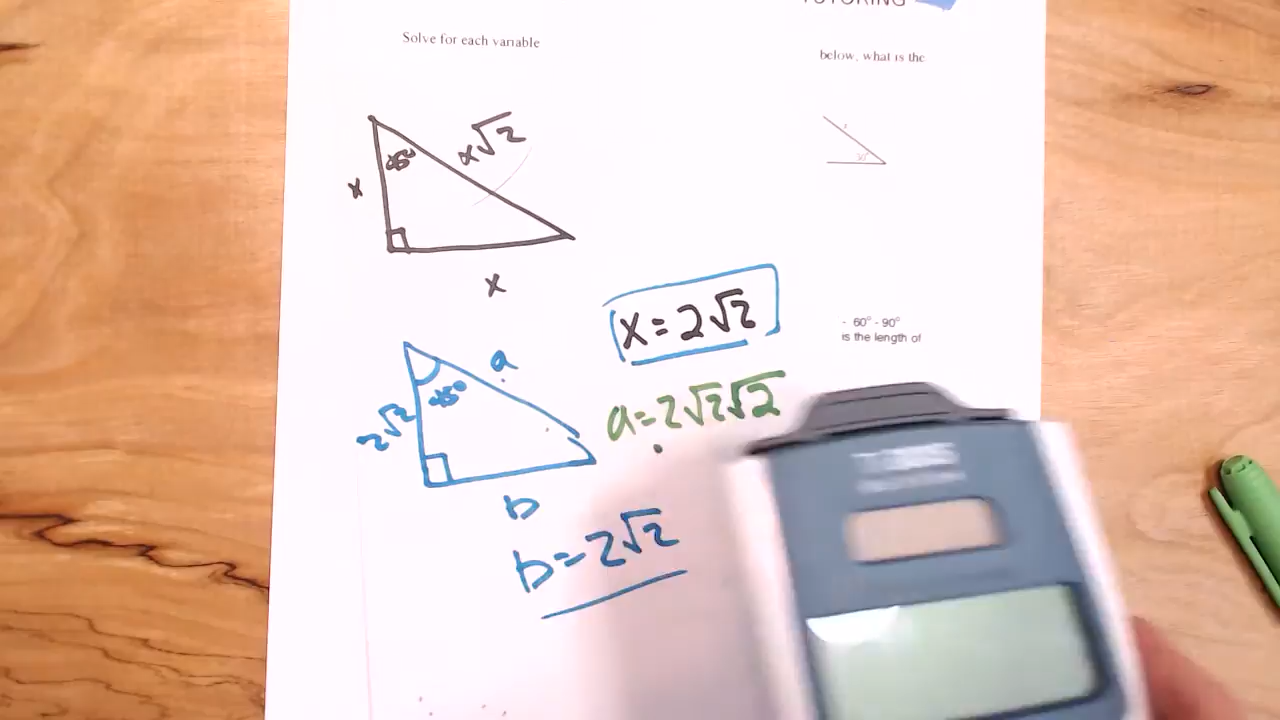 TUTORING
Solve for each variable
below, what is the
45°
x√2
x
x
x = 2√2
- 60° - 90°
is the length of
a
45°
2√2
a=2√2√2
b
b=2√2